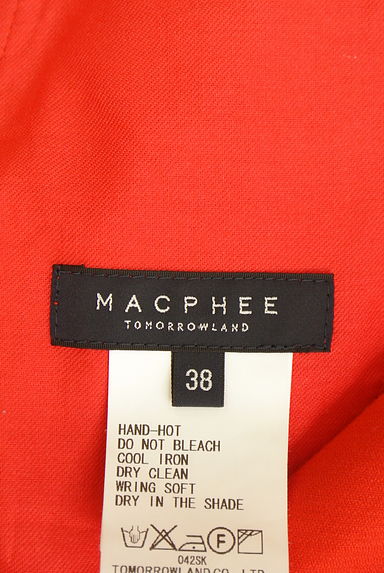 MACPHEE
TOMORROWLAND
38
HAND-HOT
DO NOT BLEACH
COOL IRON
DRY CLEAN
WRING SOFT
DRY IN THE SHADE
F
042SK
TOMORROWLAND CO., LTD.